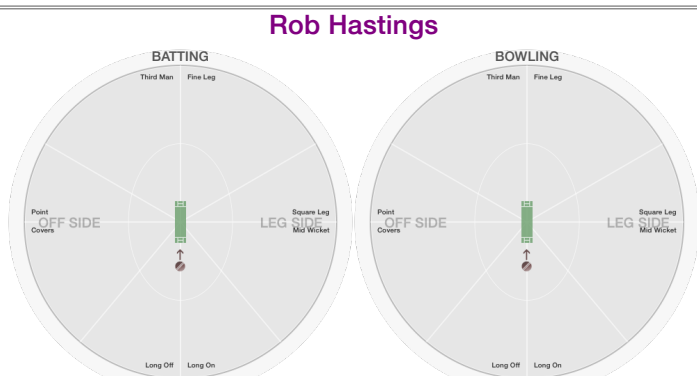 Rob Hastings
BATTING
BOWLING
Third Man Fine Leg
Third Man Fine Leg
Point
OFF SIDE
Covers
Square Leg
LEG SIDE
Mid Wicket
Point
OFF SIDE
Covers
Square Leg
LEG SIDE
Mid Wicket
Long Off Long On
Long Off Long On